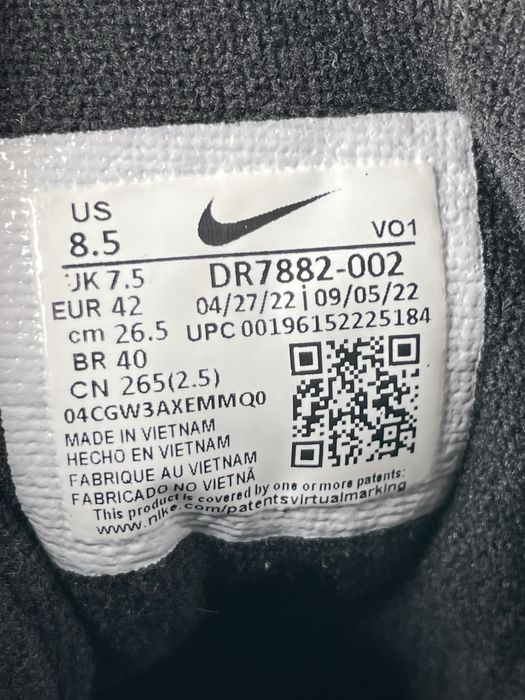 US
8.5
VO1
UK 7.5
DR7882-002
EUR 42
04/27/22 | 09/05/22
cm 26.5
UPC 00196152225184
BR 40
CN 265(2.5)
04CGW3AXEMMQ0
MADE IN VIETNAM
HECHO EN VIETNAM
FABRIQUE AU VIETNAM
FABRICADO NO VIETNÃ
This product is covered by one or more patents:
www.nike.com/patentsvirtualmarking